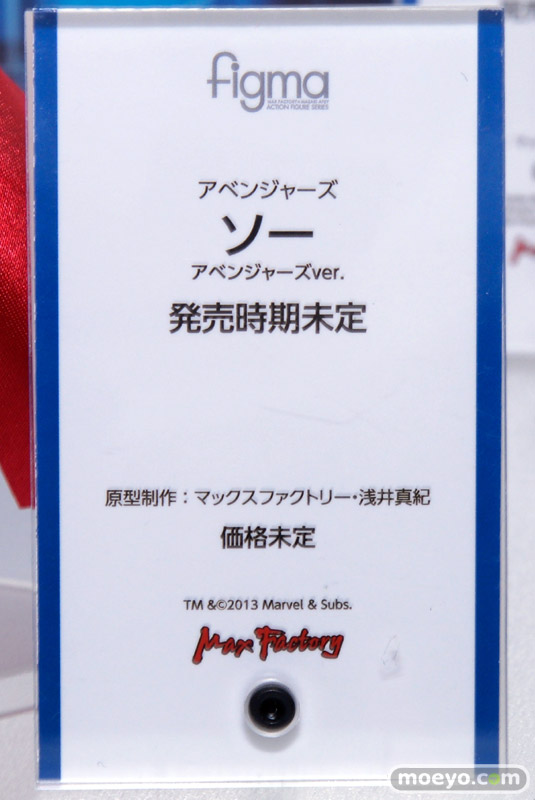 figma
MAX FACTORY×MASAKI APSY
ACTION FIGURE SERIES
アベンジャーズ
ソー
アベンジャーズver.
発売時期未定
原型制作：マックスファクトリー・浅井真紀
価格未定
TM &©2013 Marvel & Subs.
Max Factory
moeyo.com